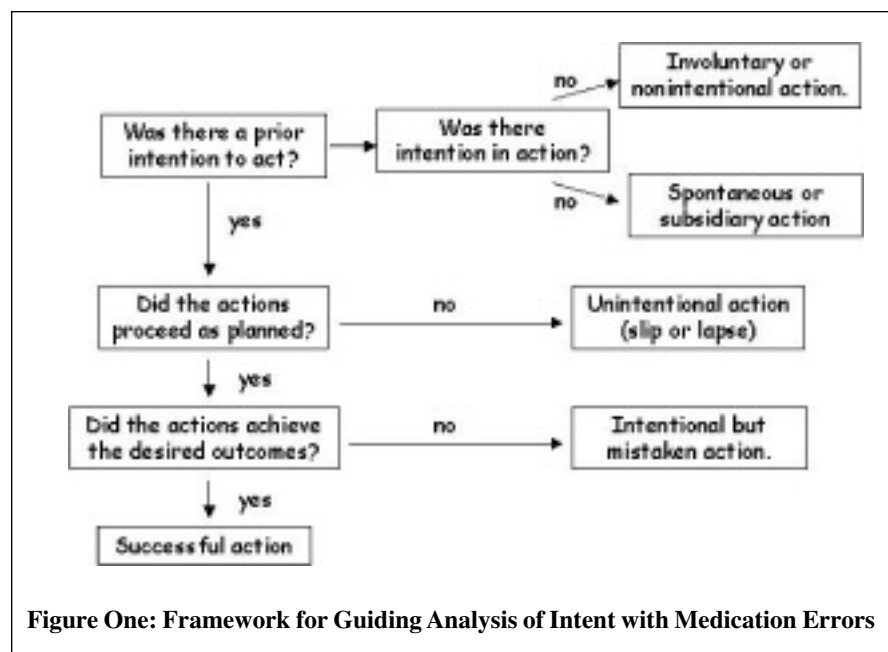 Involuntary or
nonintentional action.
no
Was there a prior
intention to act?
Was there
intention in action?
no
Spontaneous or
subsidiary action
yes
Did the actions
proceed as planned?
no
Unintentional action
(slip or lapse)
yes
Did the actions achieve
the desired outcomes?
no
Intentional but
mistaken action.
yes
Successful action
Figure One: Framework for Guiding Analysis of Intent with Medication Errors